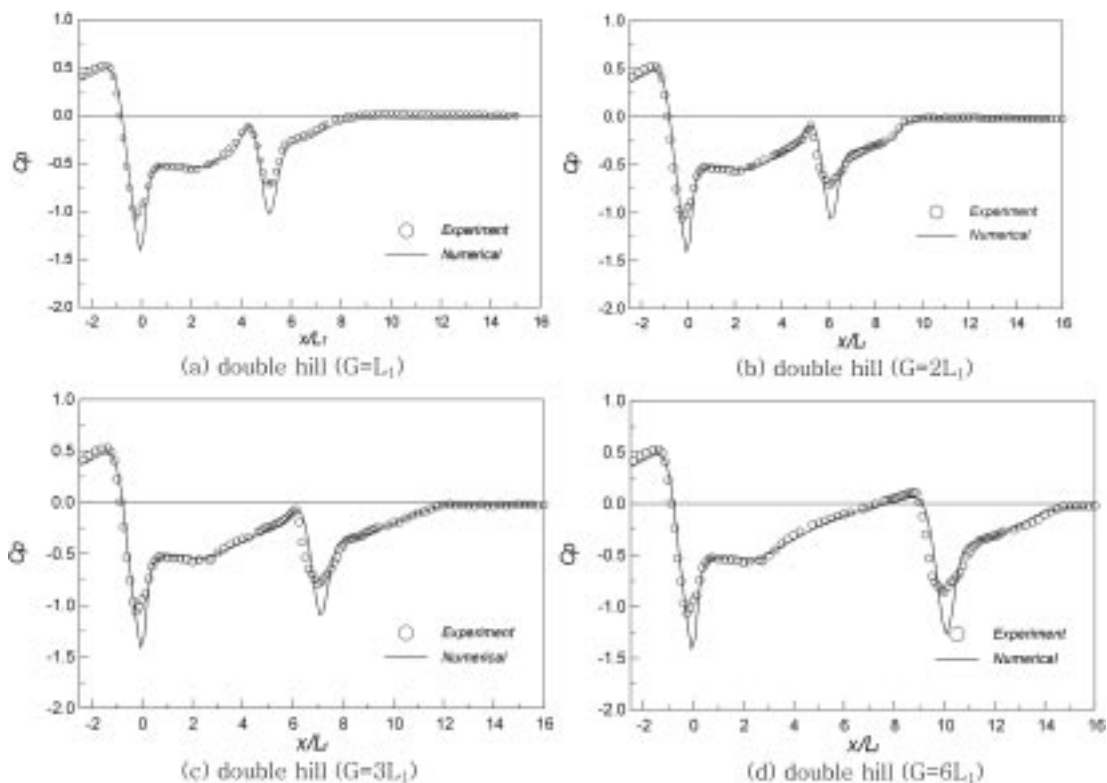 1.0
0.5
0.0
-0.5
-1.0
-1.5
-2.0
Cp
Experiment
Numerical
-2 0 2 4 6 8 10 12 14 16
x/L₁
(a) double hill (G=L₁)
1.0
0.5
0.0
-0.5
-1.0
-1.5
-2.0
Cp
Experiment
Numerical
-2 0 2 4 6 8 10 12 14 16
x/L₁
(b) double hill (G=2L₁)
1.0
0.5
0.0
-0.5
-1.0
-1.5
-2.0
Cp
Experiment
Numerical
-2 0 2 4 6 8 10 12 14 16
x/L₁
(c) double hill (G=3L₁)
1.0
0.5
0.0
-0.5
-1.0
-1.5
-2.0
Cp
Experiment
Numerical
-2 0 2 4 6 8 10 12 14 16
x/L₁
(d) double hill (G=6L₁)